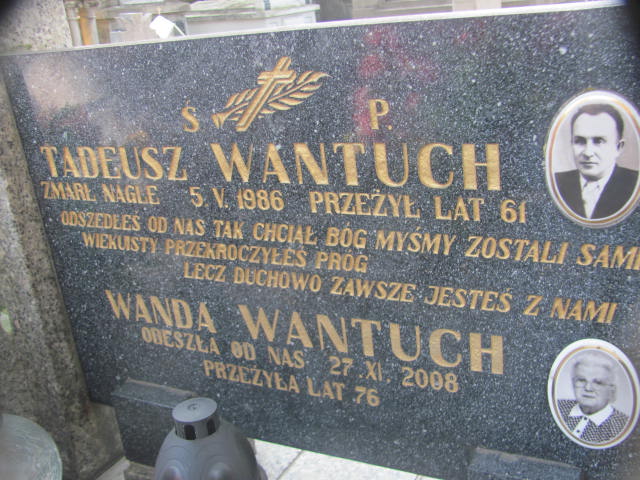 Ś P.
TADEUSZ WANTUCH
ZMARŁ NAGLE 5.V.1986 PRZEŻYŁ LAT 61
ODSZEDŁEŚ OD NAS TAK CHCIAŁ BÓG MYŚMY ZOSTALI SAMI
WIEKUISTY PRZEKROCZYŁEŚ PRÓG
LECZ DUCHOWO ZAWSZE JESTEŚ Z NAMI
WANDA WANTUCH
ODESZŁA OD NAS 27.XI.2008
PRZEŻYŁA LAT 76